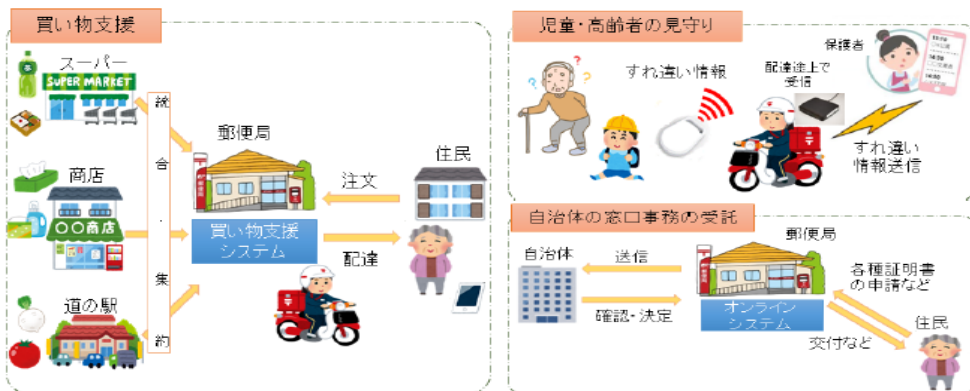 買い物支援
スーパー
SUPER MARKET
商店
〇〇商店
道の駅
統合・集約
郵便局
買い物支援
システム
注文
配達
住民
児童・高齢者の見守り
すれ違い情報
配達途上で
受信
保護者
すれ違い
情報送信
自治体の窓口事務の受託
自治体
送信
確認・決定
郵便局
オンライン
システム
各種証明書
の申請など
交付など
住民